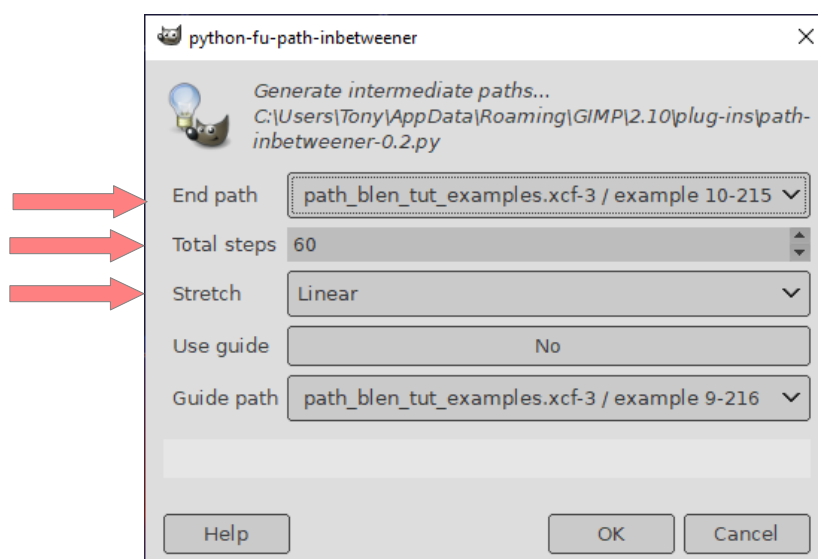 python-fu-path-inbetweener
Generate intermediate paths...
C:\Users\Tony\AppData\Roaming\GIMP\2.10\plug-ins\path-
inbetweener-0.2.py
End path path_blen_tut_examples.xcf-3 / example 10-215
Total steps 60
Stretch Linear
Use guide No
Guide path path_blen_tut_examples.xcf-3 / example 9-216
Help OK Cancel